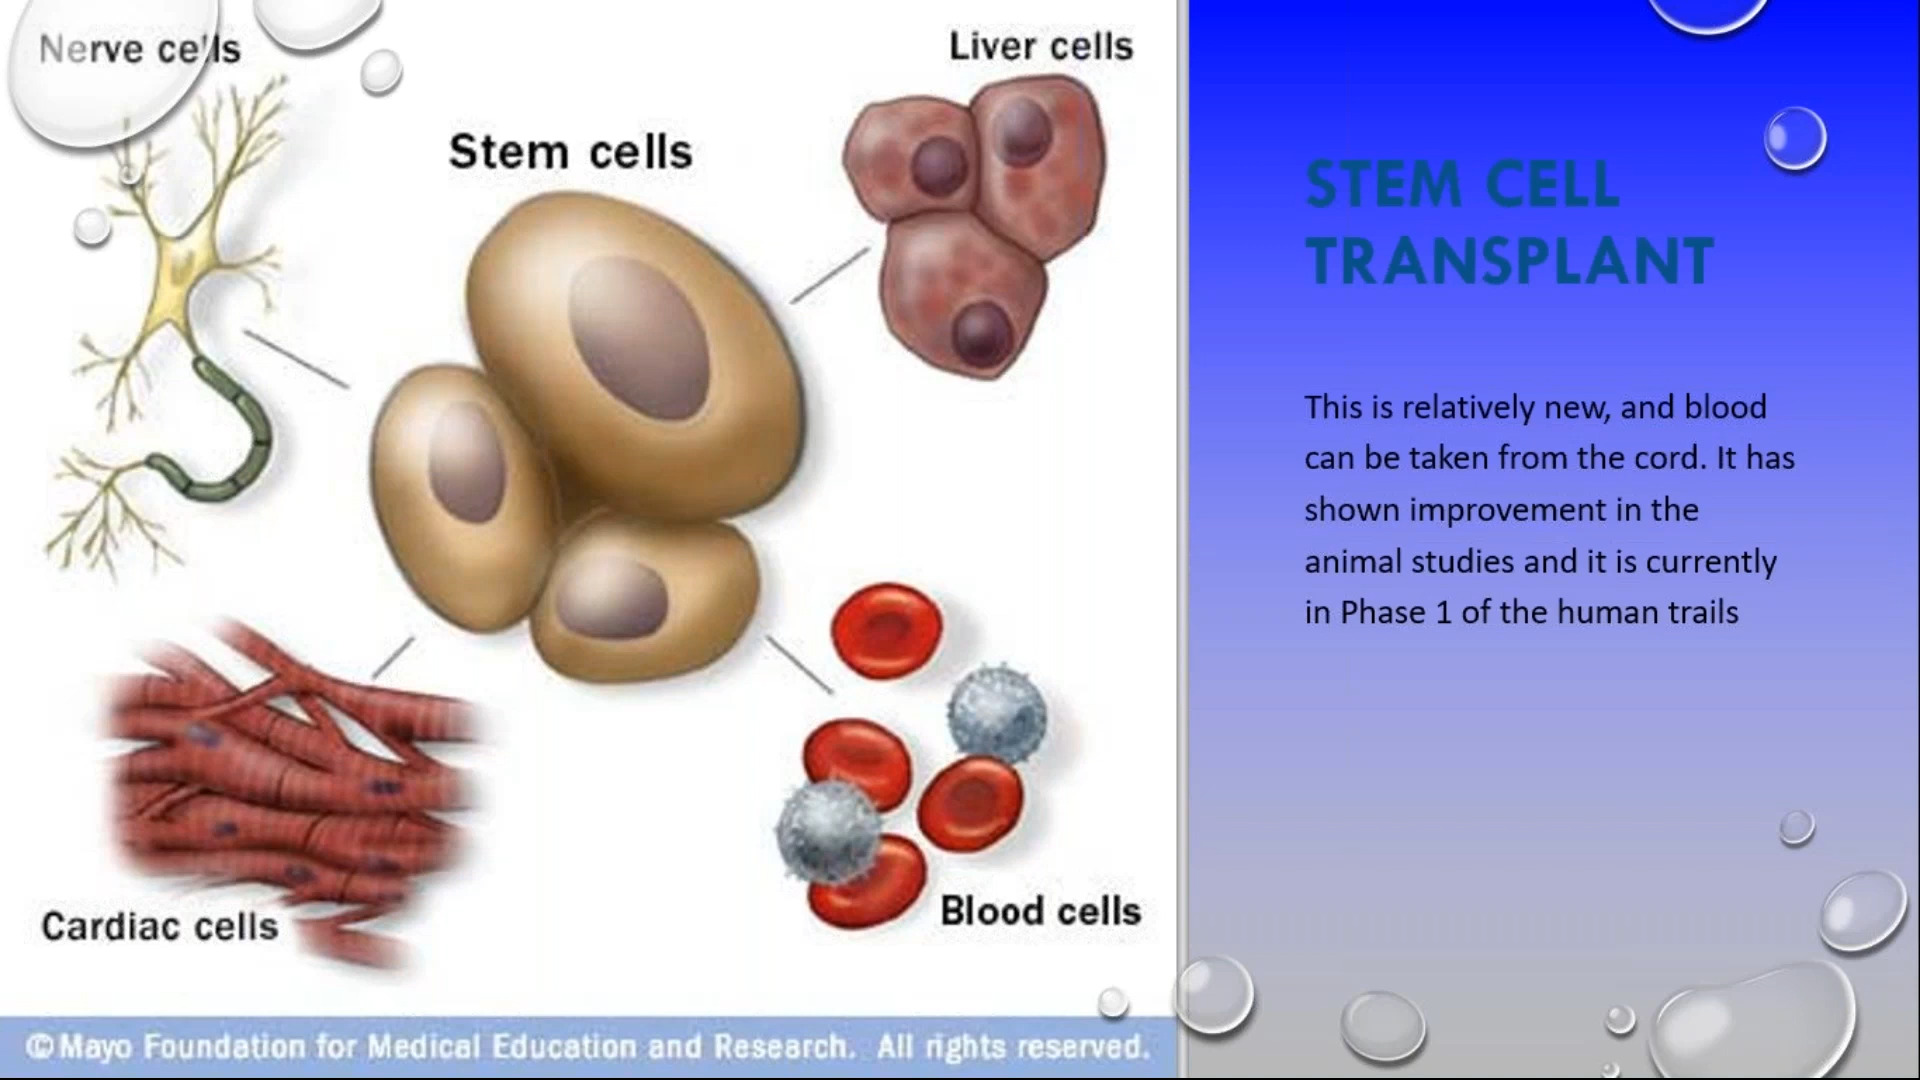 Nerve cells
Liver cells
Stem cells
Cardiac cells
Blood cells
©Mayo Foundation for Medical Education and Research. All rights reserved.
STEM CELL
TRANSPLANT
This is relatively new, and blood
can be taken from the cord. It has
shown improvement in the
animal studies and it is currently
in Phase 1 of the human trails